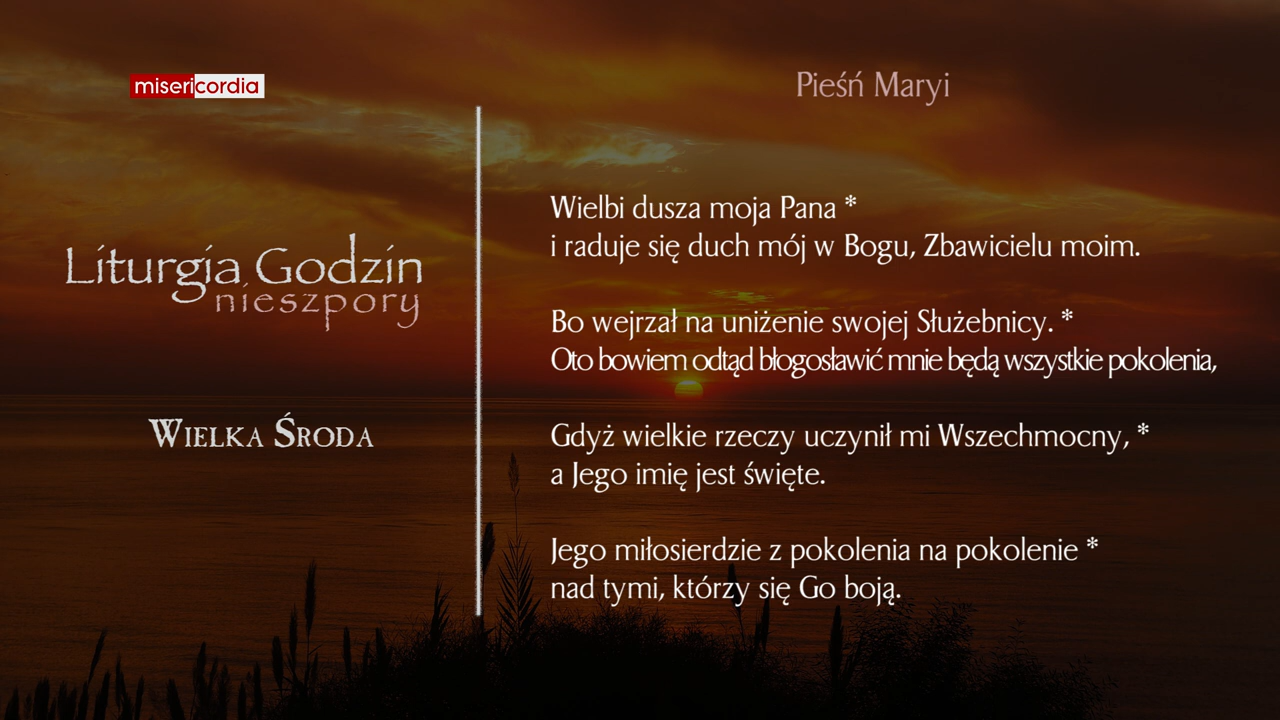 misericordia
Liturgia Godzin
nieszpory
Wielka Środa
Pieśń Maryi
Wielbi dusza moja Pana *
i raduje się duch mój w Bogu, Zbawicielu moim.
Bo wejrzał na uniżenie swojej Służebnicy. *
Oto bowiem odtąd błogosławić mnie będą wszystkie pokolenia,
Gdyż wielkie rzeczy uczynił mi Wszechmocny, *
a Jego imię jest święte.
Jego miłosierdzie z pokolenia na pokolenie *
nad tymi, którzy się Go boją.